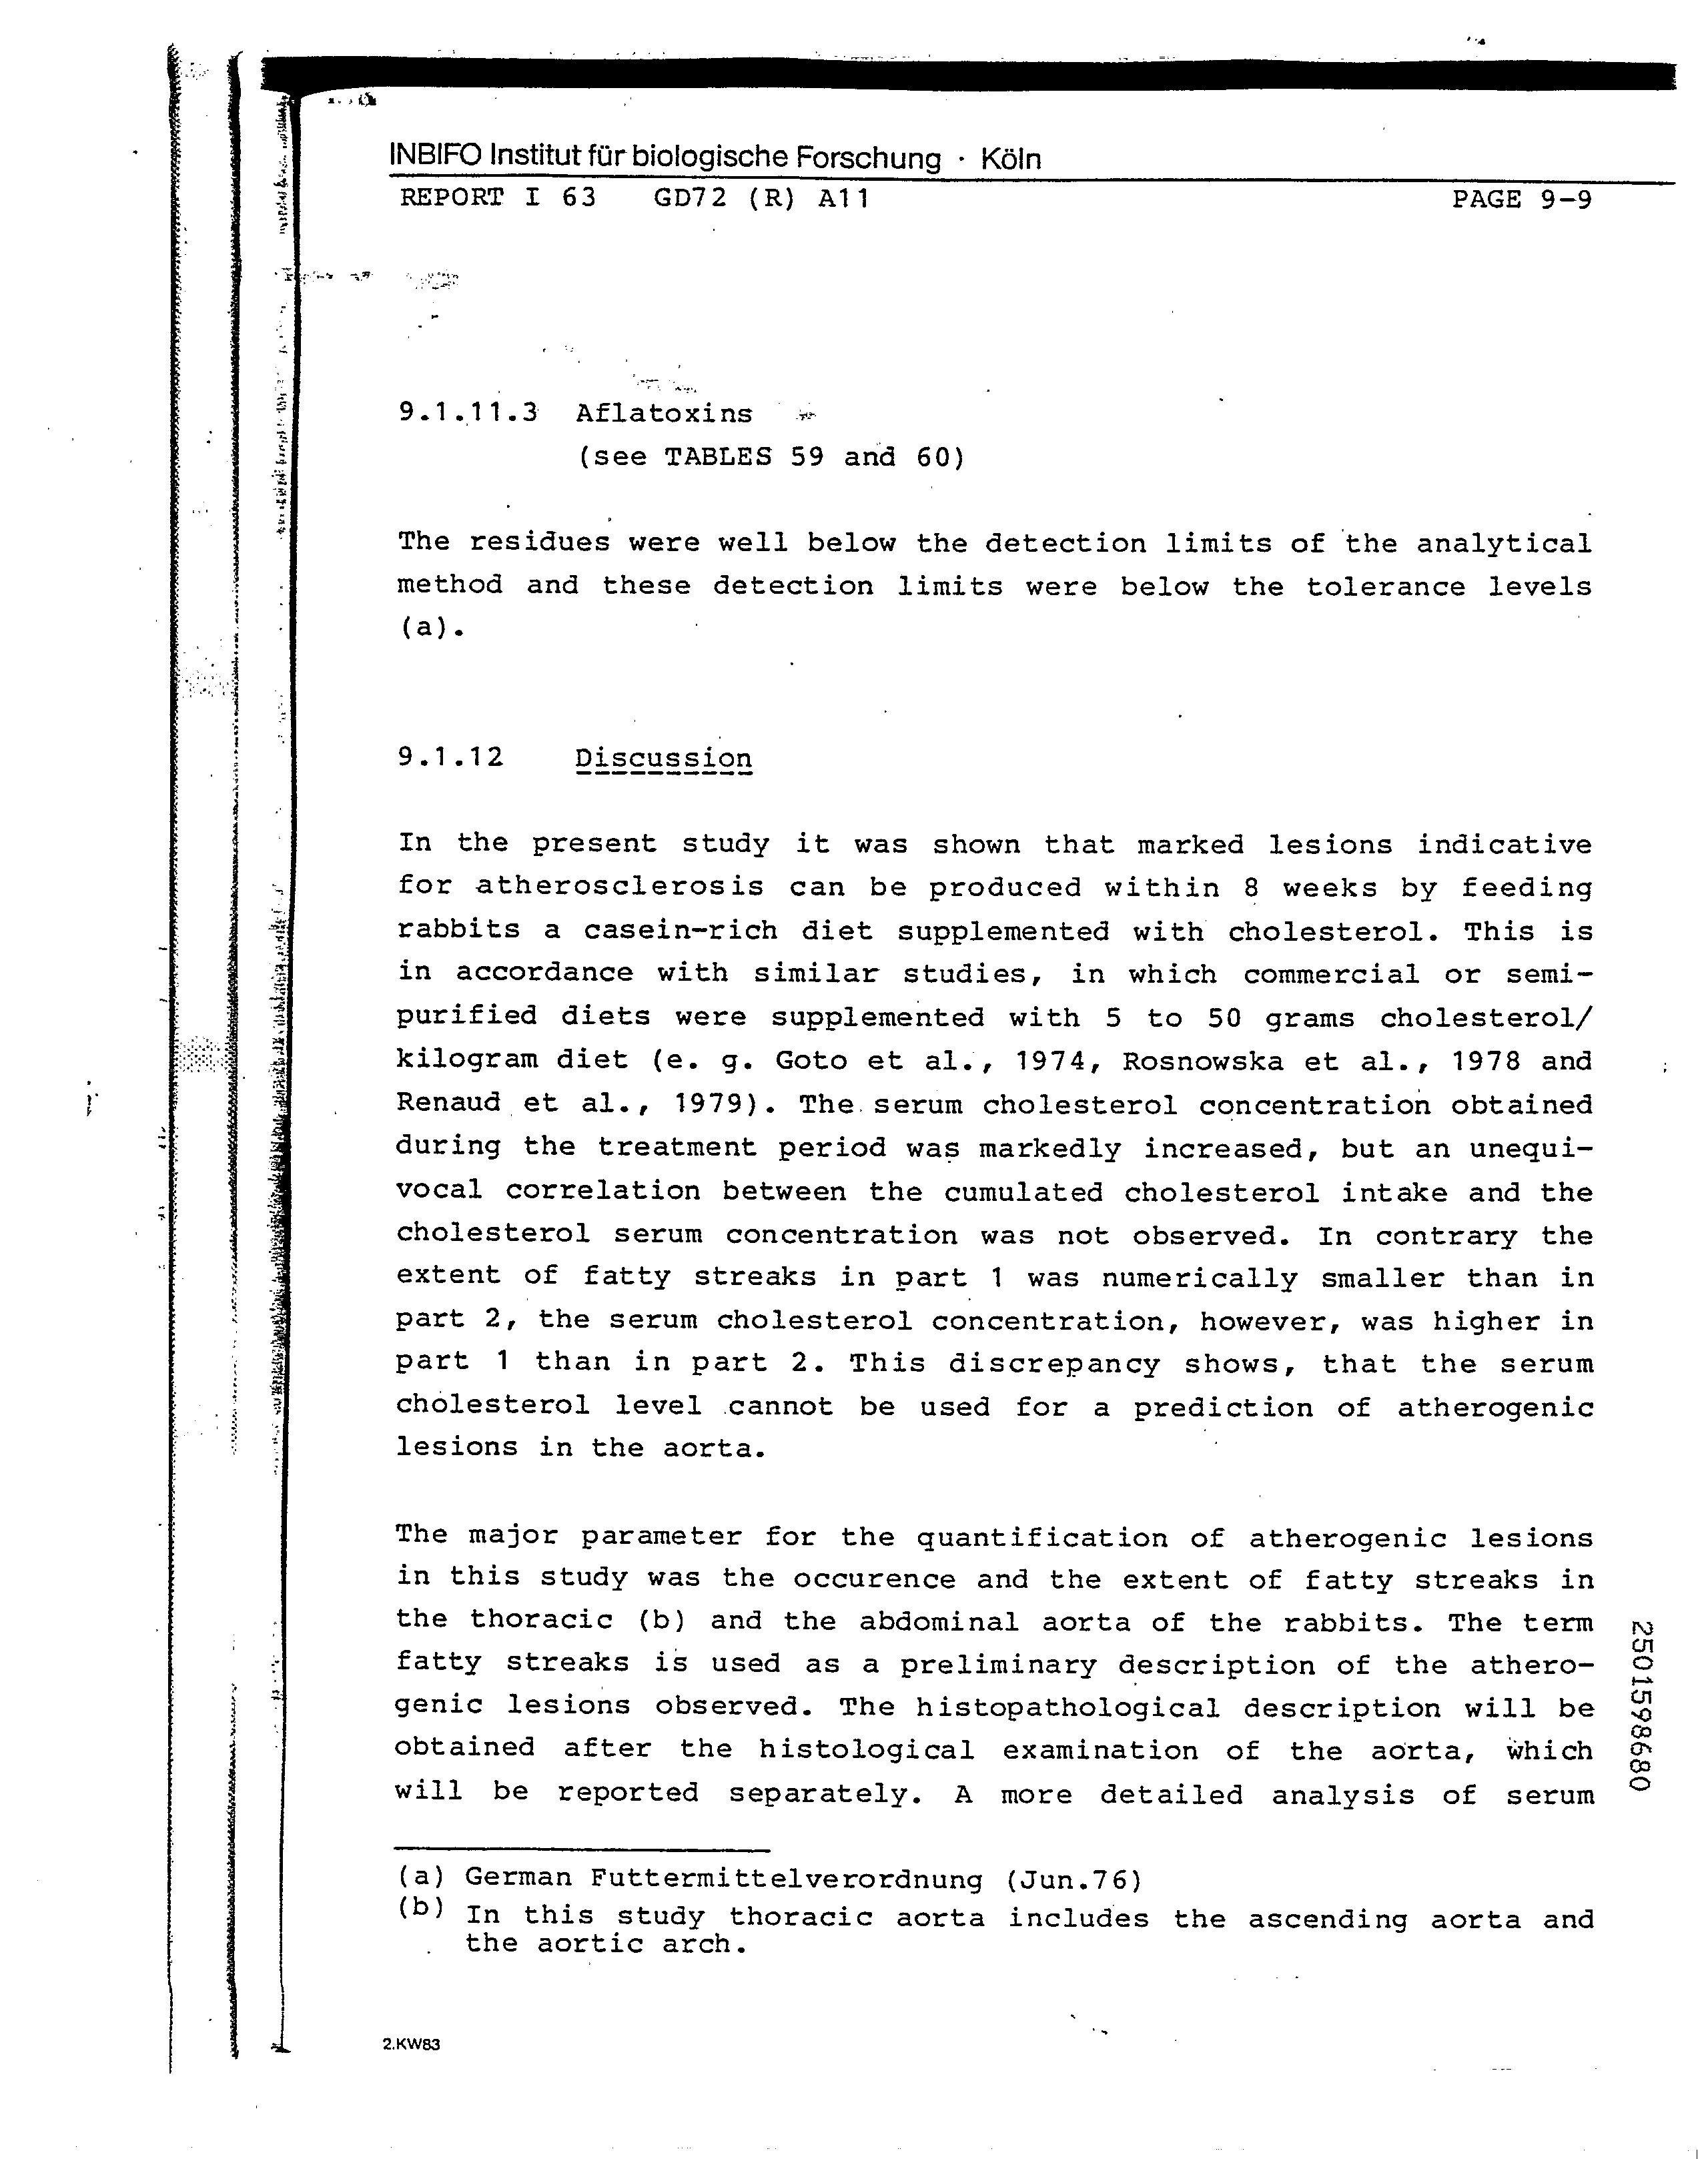 INBIFO Institut für biologische Forschung · Köln
REPORT I 63 GD72 (R) A11 PAGE 9-9
9.1.11.3 Aflatoxins
(see TABLES 59 and 60)
The residues were well below the detection limits of the analytical
method and these detection limits were below the tolerance levels
(a).
9.1.12 Discussion
In the present study it was shown that marked lesions indicative
for atherosclerosis can be produced within 8 weeks by feeding
rabbits a casein-rich diet supplemented with cholesterol. This is
in accordance with similar studies, in which commercial or semi-
purified diets were supplemented with 5 to 50 grams cholesterol/
kilogram diet (e. g. Goto et al., 1974, Rosnowska et al., 1978 and
Renaud et al., 1979). The serum cholesterol concentration obtained
during the treatment period was markedly increased, but an unequi-
vocal correlation between the cumulated cholesterol intake and the
cholesterol serum concentration was not observed. In contrary the
extent of fatty streaks in part 1 was numerically smaller than in
part 2, the serum cholesterol concentration, however, was higher in
part 1 than in part 2. This discrepancy shows, that the serum
cholesterol level cannot be used for a prediction of atherogenic
lesions in the aorta.
The major parameter for the quantification of atherogenic lesions
in this study was the occurence and the extent of fatty streaks in
the thoracic (b) and the abdominal aorta of the rabbits. The term
fatty streaks is used as a preliminary description of the athero-
genic lesions observed. The histopathological description will be
obtained after the histological examination of the aorta, which
will be reported separately. A more detailed analysis of serum
(a) German Futtermittelverordnung (Jun.76)
(b) In this study thoracic aorta includes the ascending aorta and
the aortic arch.
2.KW83
2501598680